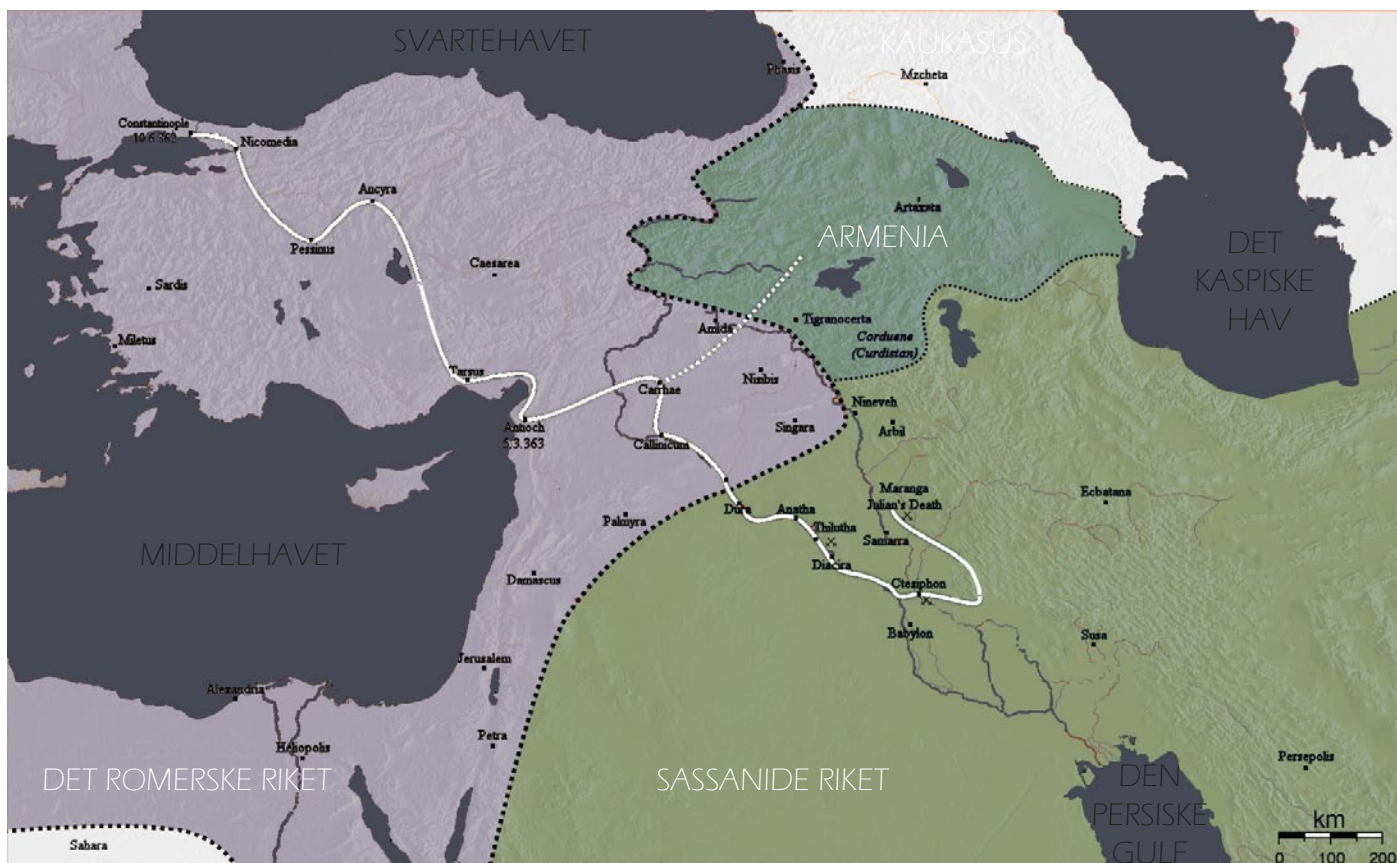 SVARTEHAVET
KAUKASUS
Phasis
Mzcheta
Constantinople
10.6.362
Nicomedia
Ancyra
Artaxata
Pessinus
ARMENIA
DET
KASPISKE
HAV
Caesarea
Sardis
Miletus
Amida
Tigranocerta
Corduene
(Curdistan)
Tarsus
Carrhae
Nisibis
Nineveh
Antioch
5.3.363
Callinicum
Singara
Arbil
Maranga
Julian's Death
Ecbatana
Dura
Anatha
Palmyra
Thilutha
Samarra
MIDDELHAVET
Diacira
Damascus
Ctesiphon
Babylon
Susa
Jerusalem
Alexandria
Petra
Heliopolis
DET ROMERSKE RIKET
SASSANIDE RIKET
DEN
PERSISKE
GULF
Persepolis
km
0 100 200
Sahara